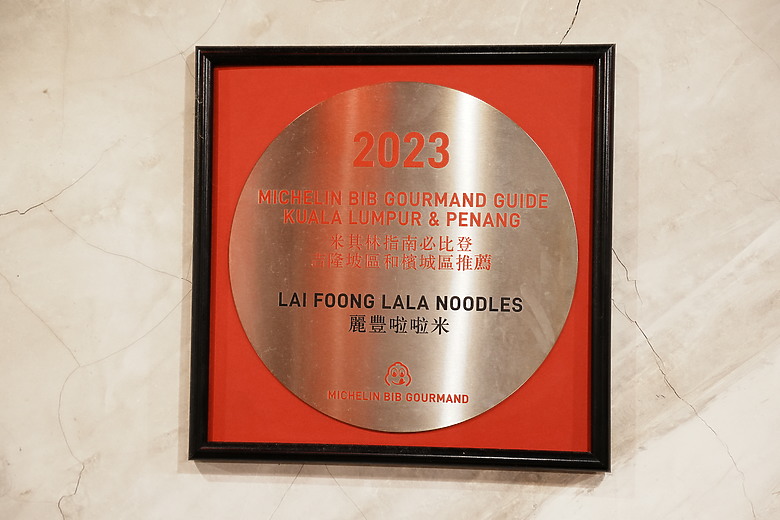 2023
MICHELIN BIB GOURMAND GUIDE
KUALA LUMPUR & PENANG
米其林指南必比登
吉隆坡區和檳城區推薦
LAI FOONG LALA NOODLES
麗豐啦啦米
MICHELIN BIB GOURMAND